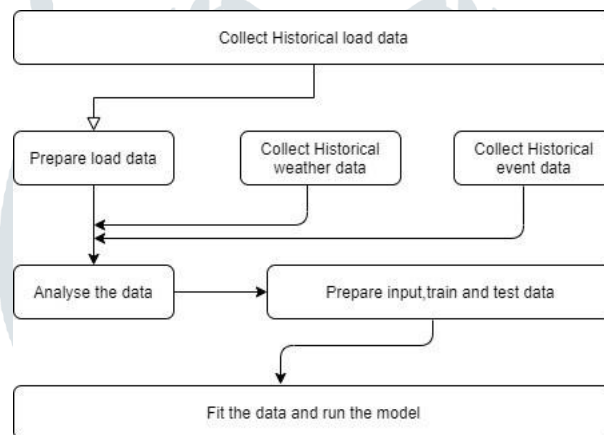 Collect Historical load data
Prepare load data
Collect Historical
weather data
Collect Historical
event data
Analyse the data
Prepare input,train and test data
Fit the data and run the model